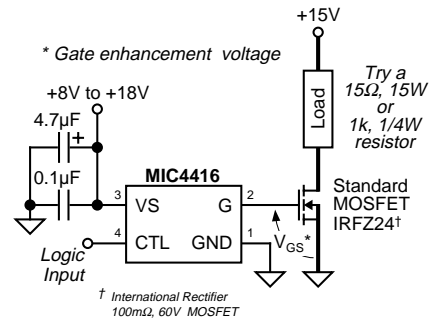 +15V
* Gate enhancement voltage
+8V to +18V
Try a
15Ω, 15W
or
1k, 1/4W
resistor
Load
4.7µF
+
0.1µF
MIC4416
3
VS
G
2
4
CTL
GND
1
Logic
Input
VGS*
–
Standard
MOSFET
IRFZ24†
† International Rectifier
100mΩ, 60V MOSFET